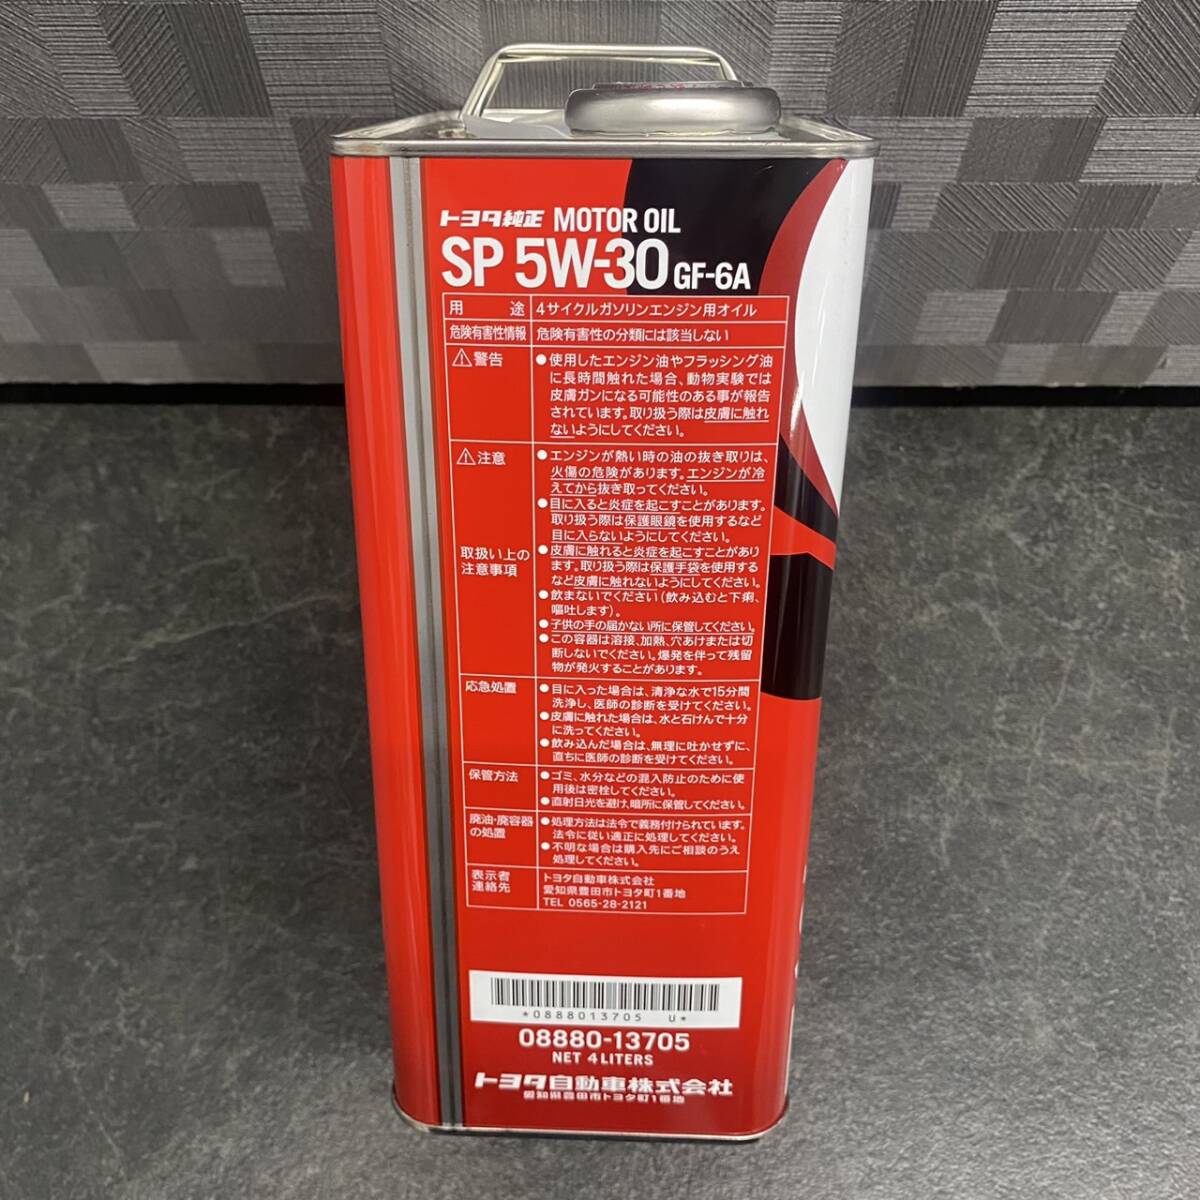 トヨタ純正 MOTOR OIL
SP 5W-30 GF-6A
用 途 4サイクルガソリンエンジン用オイル
危険有害性情報 危険有害性の分類には該当しない
⚠警告
●使用したエンジン油やフラッシング油
に長時間触れた場合、動物実験では
皮膚ガンになる可能性のある事が報告
されています。取り扱う際は皮膚に触れ
ないようにしてください。
⚠注意
取扱い上の
注意事項
●エンジンが熱い時の油の抜き取りは、
火傷の危険があります。エンジンが冷
えてから抜き取ってください。
●目に入ると炎症を起こすことがあります。
取り扱う際は保護眼鏡を使用するなど
目に入らないようにしてください。
●皮膚に触れると炎症を起こすことがあり
ます。取り扱う際は保護手袋を使用する
など皮膚に触れないようにしてください。
●飲まないでください(飲み込むと下痢、
嘔吐します)。
●子供の手の届かない所に保管してください。
●この容器は溶接、加熱、穴あけまたは切
断しないでください。爆発を伴って残留
物が発火することがあります。
応急処置
●目に入った場合は、清浄な水で15分間
洗浄し、医師の診断を受けてください。
●皮膚に触れた場合は、水と石けんで十分
に洗ってください。
●飲み込んだ場合は、無理に吐かせずに、
直ちに医師の診断を受けてください。
保管方法
●ゴミ、水分などの混入防止のために使
用後は密栓してください。
●直射日光を避け、暗所に保管してください。
廃油・廃容器
の処置
●処理方法は法令で義務付けられています。
法令に従い適正に処理してください。
●不明な場合は購入先にご相談のうえ
処理してください。
表示者
連絡先
トヨタ自動車株式会社
愛知県豊田市トヨタ町1番地
TEL 0565-28-2121
*0888013705 U*
08880-13705
NET 4 LITERS
トヨタ自動車株式会社
愛知県豊田市トヨタ町1番地